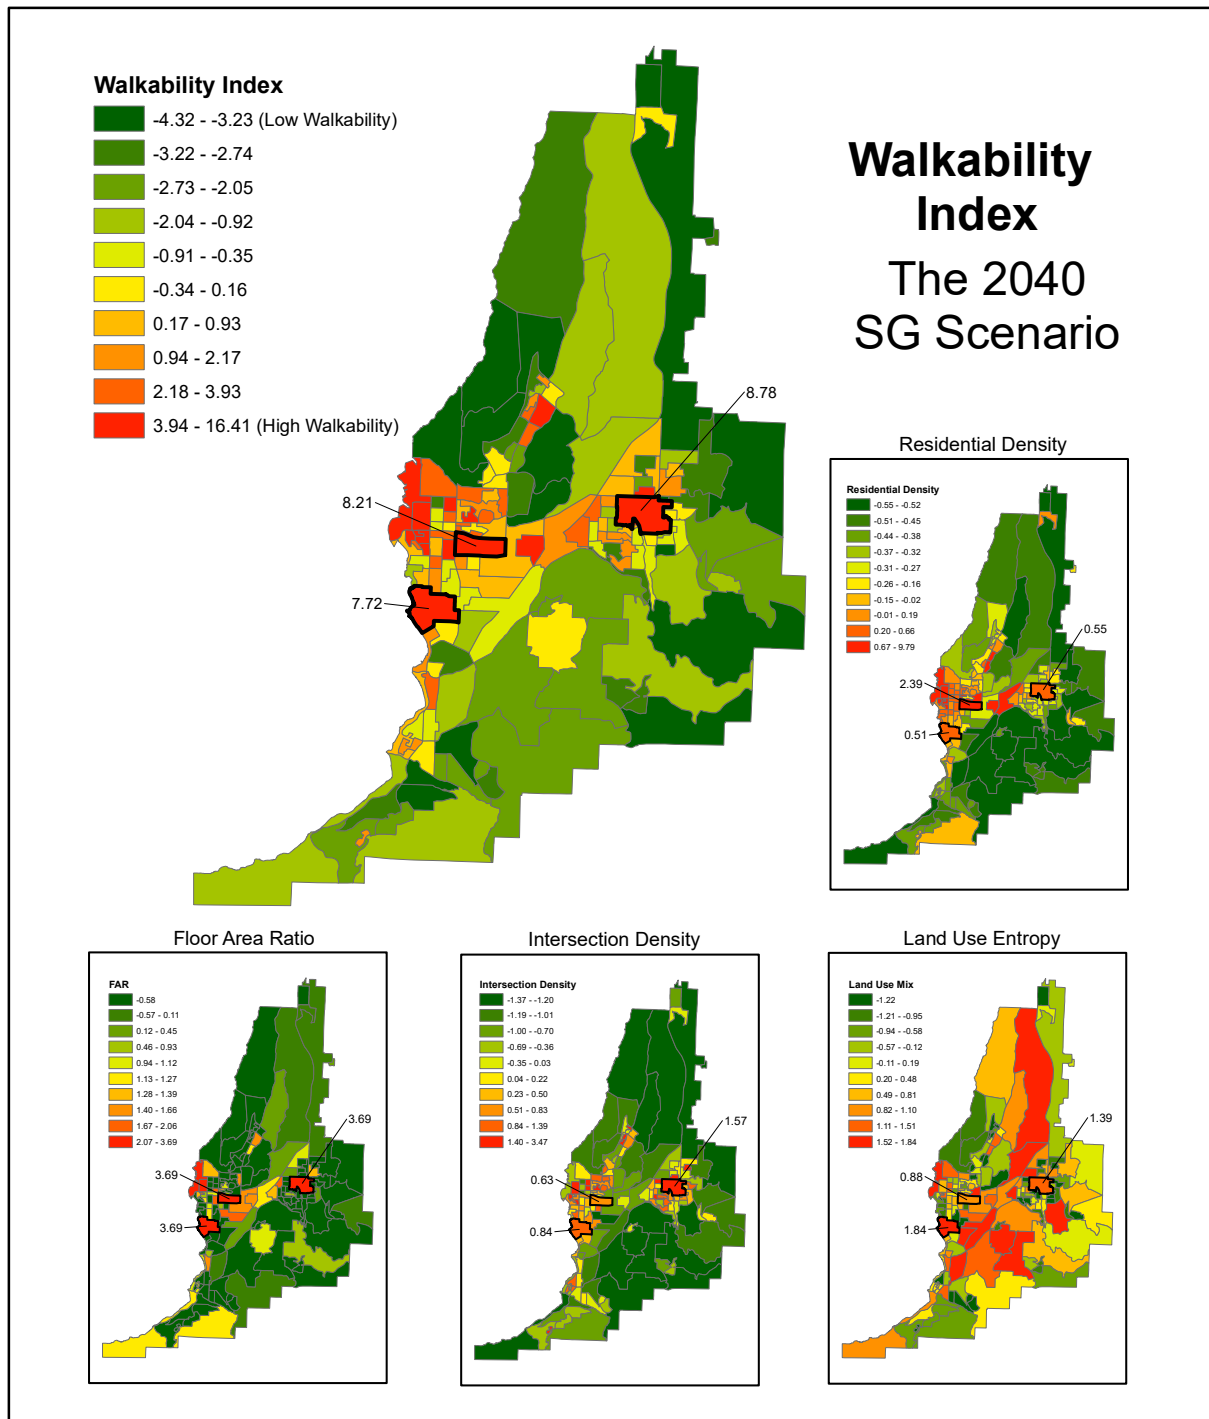 Walkability Index
-4.32 - -3.23 (Low Walkability)
-3.22 - -2.74
-2.73 - -2.05
-2.04 - -0.92
-0.91 - -0.35
-0.34 - 0.16
0.17 - 0.93
0.94 - 2.17
2.18 - 3.93
3.94 - 16.41 (High Walkability)
Walkability
Index
The 2040
SG Scenario
8.78
8.21
7.72
Residential Density
Residential Density
-0.55 - -0.52
-0.51 - -0.45
-0.44 - -0.38
-0.37 - -0.32
-0.31 - -0.27
-0.26 - -0.16
-0.15 - -0.02
-0.01 - 0.19
0.20 - 0.66
0.67 - 9.79
0.55
2.39
0.51
Floor Area Ratio
FAR
-0.58
-0.57 - 0.11
0.12 - 0.45
0.46 - 0.93
0.94 - 1.12
1.13 - 1.27
1.28 - 1.39
1.40 - 1.66
1.67 - 2.06
2.07 - 3.69
3.69
3.69
3.69
Intersection Density
Intersection Density
-1.37 - -1.20
-1.19 - -1.01
-1.00 - -0.70
-0.69 - -0.36
-0.35 - 0.03
0.04 - 0.22
0.23 - 0.50
0.51 - 0.83
0.84 - 1.39
1.40 - 3.47
1.57
0.63
0.84
Land Use Entropy
Land Use Mix
-1.22
-1.21 - -0.95
-0.94 - -0.58
-0.57 - -0.12
-0.11 - 0.19
0.20 - 0.48
0.49 - 0.81
0.82 - 1.10
1.11 - 1.51
1.52 - 1.84
1.39
0.88
1.84